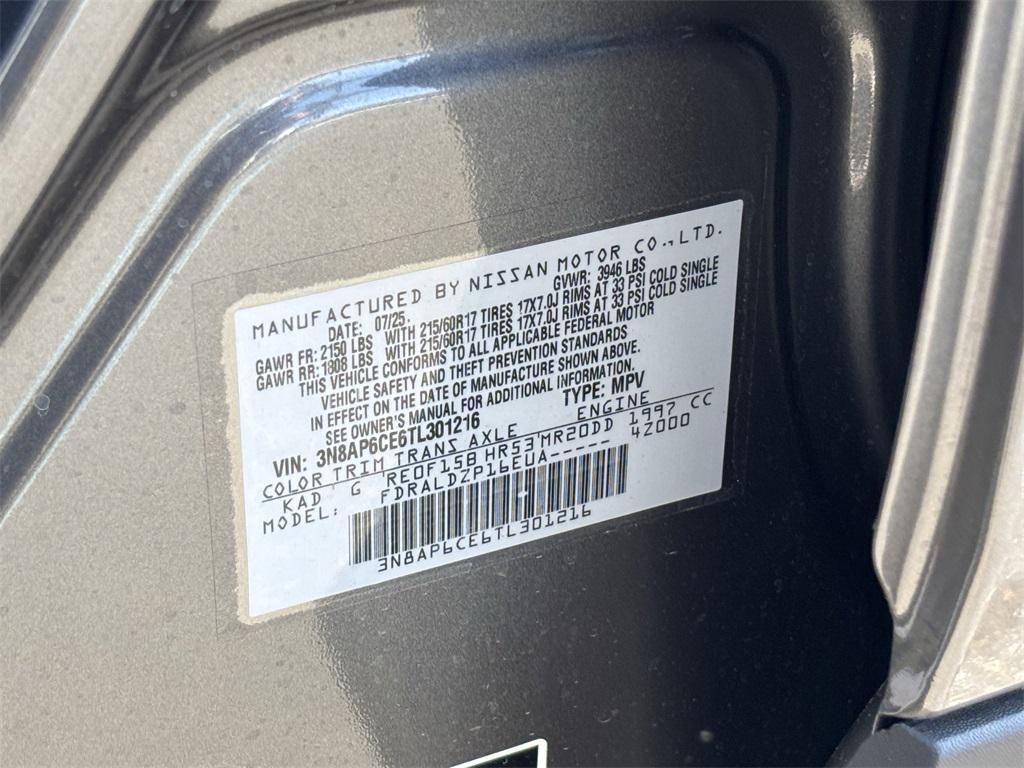 MANUFACTURED BY NISSAN MOTOR CO.,LTD.
DATE: 07/25. GVWR: 3946 LBS
GAWR FR: 2150 LBS WITH 215/60R17 TIRES 17X7.0J RIMS AT 33 PSI COLD SINGLE
GAWR RR: 1808 LBS WITH 215/60R17 TIRES 17X7.0J RIMS AT 33 PSI COLD SINGLE
THIS VEHICLE CONFORMS TO ALL APPLICABLE FEDERAL MOTOR
VEHICLE SAFETY AND THEFT PREVENTION STANDARDS
IN EFFECT ON THE DATE OF MANUFACTURE SHOWN ABOVE.
SEE OWNER'S MANUAL FOR ADDITIONAL INFORMATION.
VIN: 3N8AP6CE6TL301216 TYPE: MPV
COLOR TRIM TRANS AXLE ENGINE
KAD G RE0F15B HR53 MR20DD 1997 CC
MODEL: FDRALDZP16EUA----- 42000
3N8AP6CE6TL301216